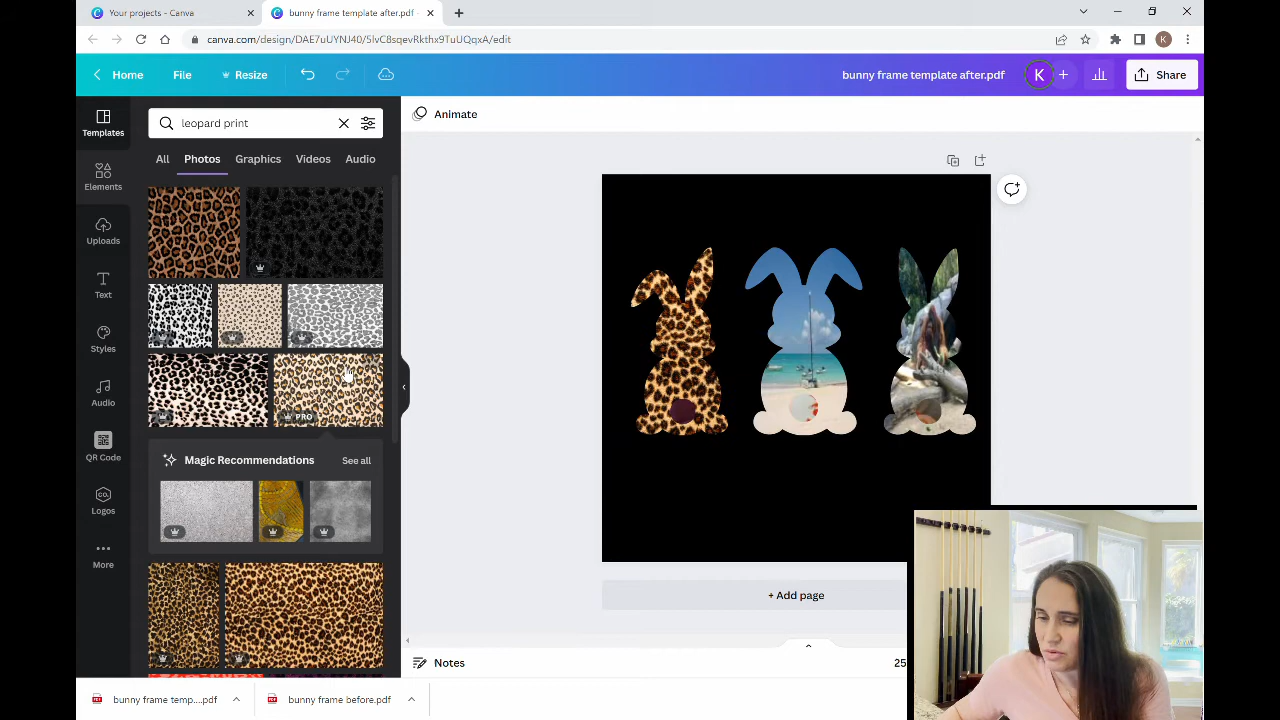 Your projects - Canva
bunny frame template after.pdf -
canva.com/design/DAE7uUYNJ40/5lvC8sqevRkthx9TuUQqxA/edit
K
Home
File
Resize
bunny frame template after.pdf
K
Share
Templates
Elements
Uploads
Text
Styles
Audio
QR Code
CO.
Logos
More
leopard print
All
Photos
Graphics
Videos
Audio
PRO
Magic Recommendations
See all
Animate
+ Add page
Notes
25
bunny frame temp....pdf
bunny frame before.pdf